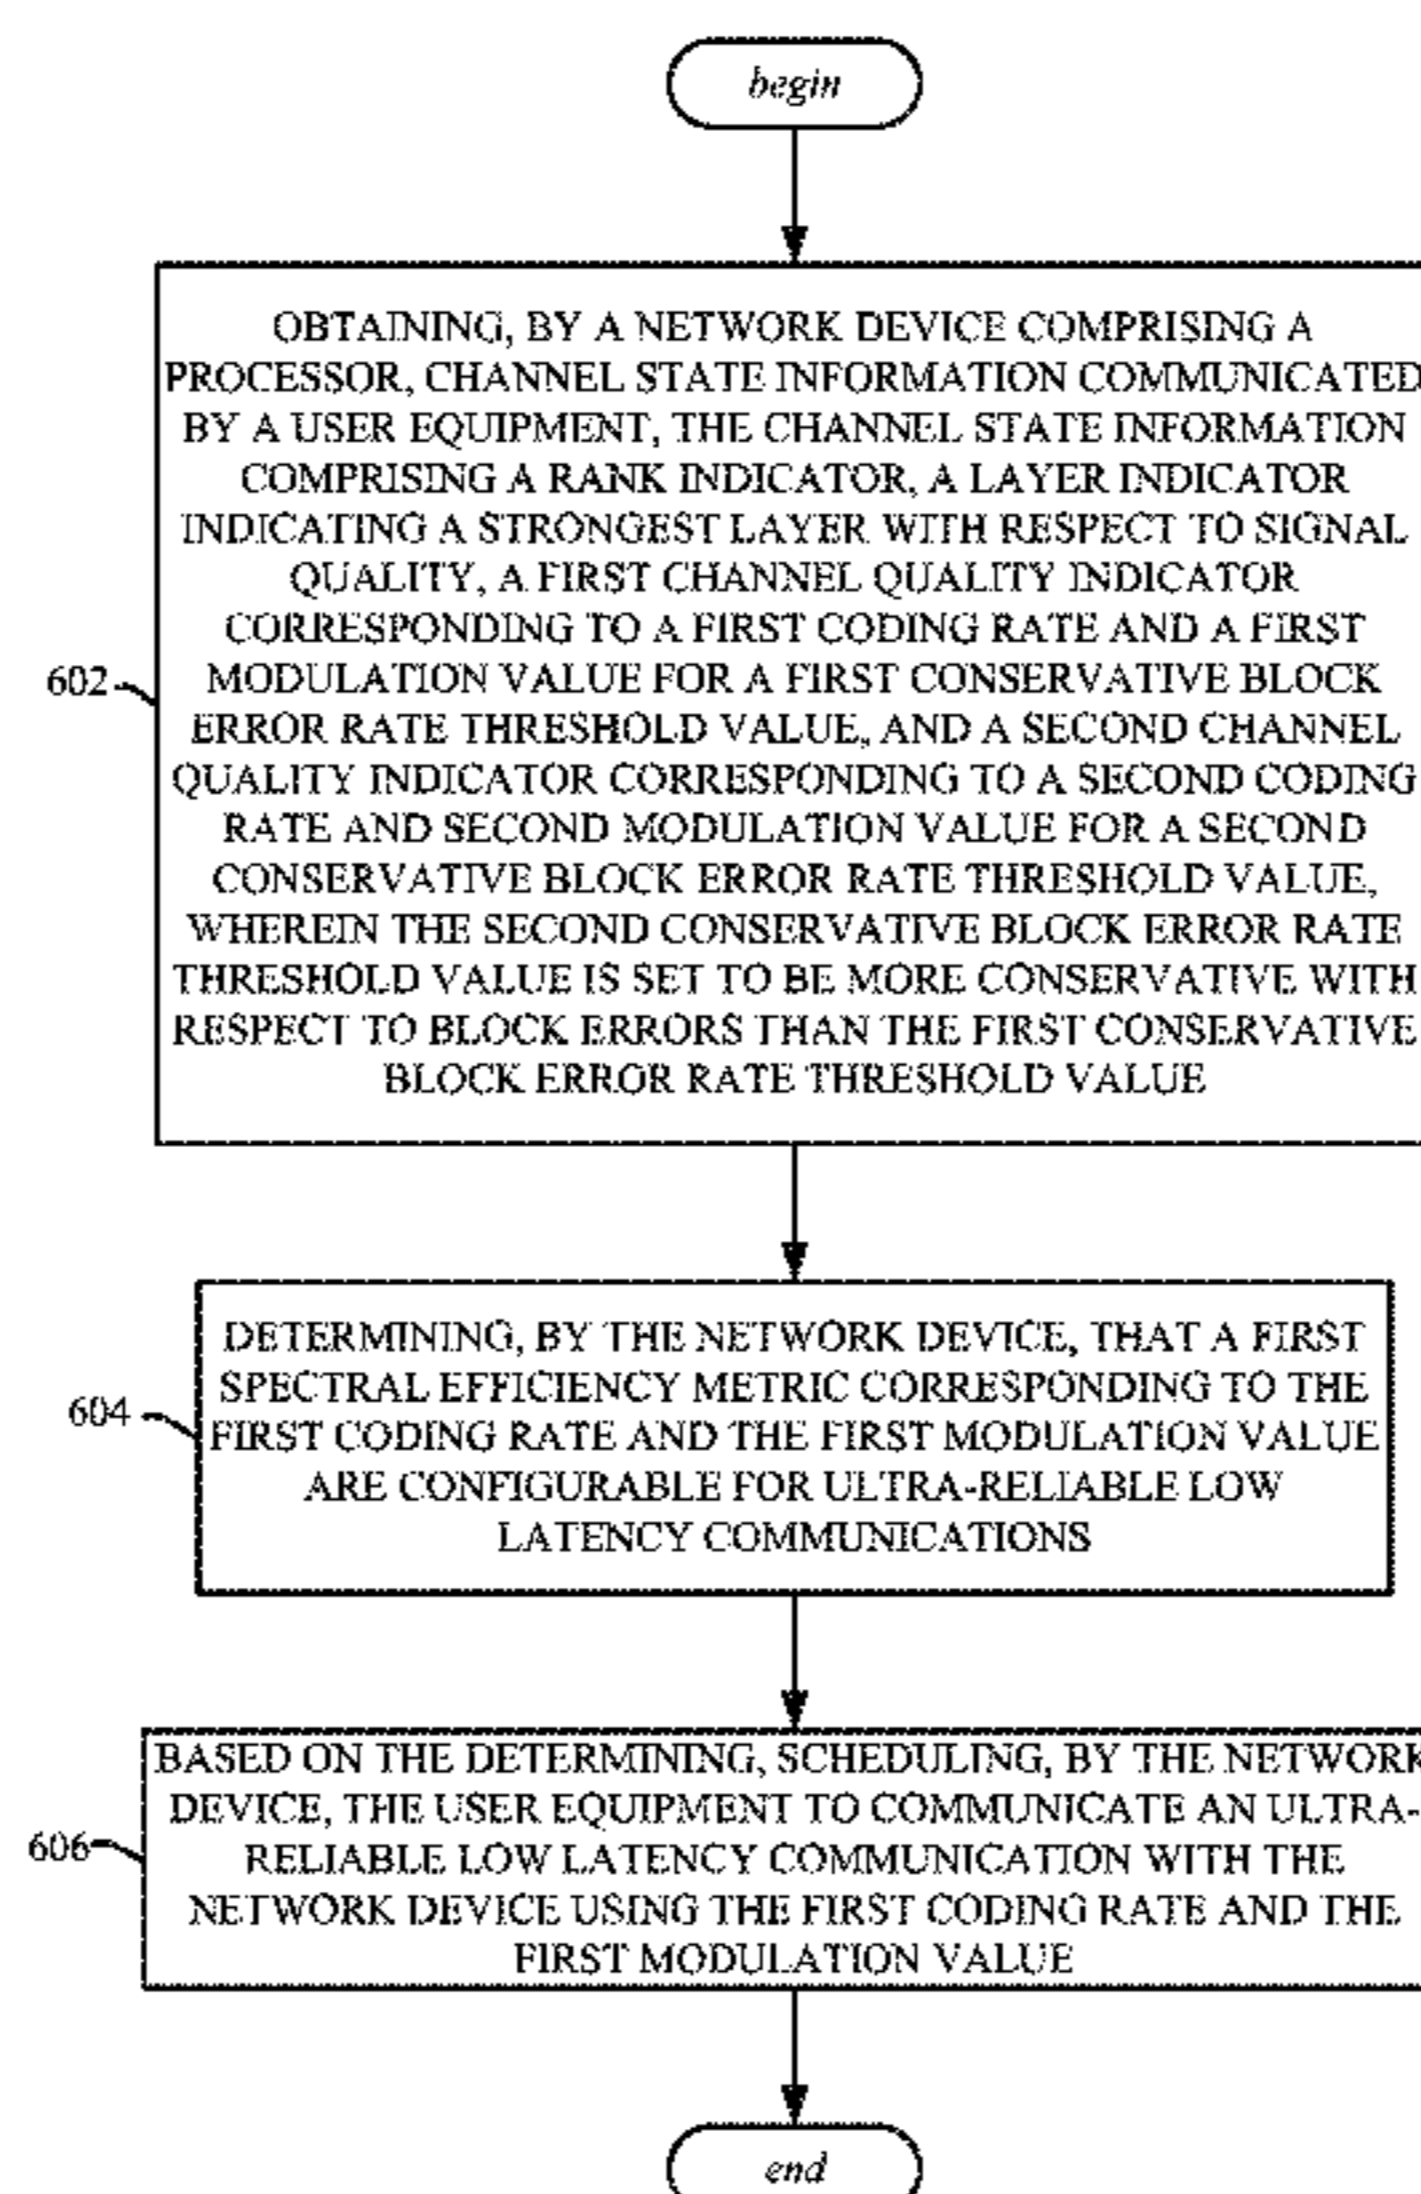 begin
OBTAINING, BY A NETWORK DEVICE COMPRISING A
PROCESSOR, CHANNEL STATE INFORMATION COMMUNICATED
BY A USER EQUIPMENT, THE CHANNEL STATE INFORMATION
COMPRISING A RANK INDICATOR, A LAYER INDICATOR
INDICATING A STRONGEST LAYER WITH RESPECT TO SIGNAL
QUALITY, A FIRST CHANNEL QUALITY INDICATOR
CORRESPONDING TO A FIRST CODING RATE AND A FIRST
602 MODULATION VALUE FOR A FIRST CONSERVATIVE BLOCK
ERROR RATE THRESHOLD VALUE, AND A SECOND CHANNEL
QUALITY INDICATOR CORRESPONDING TO A SECOND CODING
RATE AND SECOND MODULATION VALUE FOR A SECOND
CONSERVATIVE BLOCK ERROR RATE THRESHOLD VALUE,
WHEREIN THE SECOND CONSERVATIVE BLOCK ERROR RATE
THRESHOLD VALUE IS SET TO BE MORE CONSERVATIVE WITH
RESPECT TO BLOCK ERRORS THAN THE FIRST CONSERVATIVE
BLOCK ERROR RATE THRESHOLD VALUE
DETERMINING, BY THE NETWORK DEVICE, THAT A FIRST
SPECTRAL EFFICIENCY METRIC CORRESPONDING TO THE
604 FIRST CODING RATE AND THE FIRST MODULATION VALUE
ARE CONFIGURABLE FOR ULTRA-RELIABLE LOW
LATENCY COMMUNICATIONS
BASED ON THE DETERMINING, SCHEDULING, BY THE NETWORK
DEVICE, THE USER EQUIPMENT TO COMMUNICATE AN ULTRA-
606 RELIABLE LOW LATENCY COMMUNICATION WITH THE
NETWORK DEVICE USING THE FIRST CODING RATE AND THE
FIRST MODULATION VALUE
end